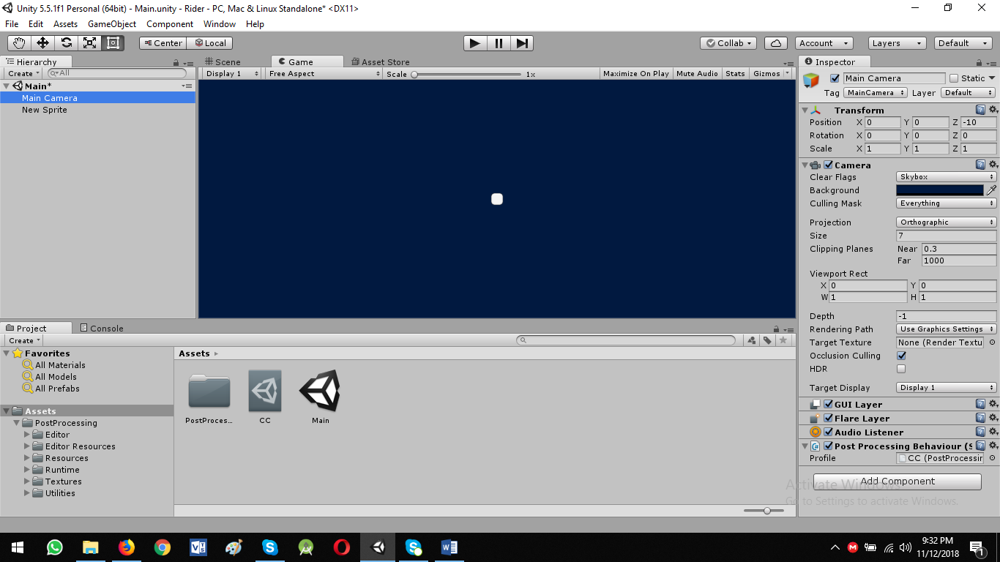 Unity 5.5.1f1 Personal (64bit) - Main.unity - Rider - PC, Mac & Linux Standalone* <DX11>
File Edit Assets GameObject Component Window Help
Center Local Collab Account Layers Default
Hierarchy
Create All
Main*
Main Camera
New Sprite
Scene Game Asset Store
Display 1 Free Aspect Scale 1x Maximize On Play Mute Audio Stats Gizmos
Inspector
Main Camera Static
Tag MainCamera Layer Default
Transform
Position X 0 Y 0 Z -10
Rotation X 0 Y 0 Z 0
Scale X 1 Y 1 Z 1
Camera
Clear Flags Skybox
Background
Culling Mask Everything
Projection Orthographic
Size 7
Clipping Planes Near 0.3
Far 1000
Viewport Rect
X 0 Y 0
W 1 H 1
Depth -1
Rendering Path Use Graphics Settings
Target Texture None (Render Textu
Occlusion Culling
HDR
Target Display Display 1
GUI Layer
Flare Layer
Audio Listener
Post Processing Behaviour (S
Profile CC (PostProcessin
Add Component
Activate Windows
Go to Settings to activate Windows.
Project Console
Create
Favorites
All Materials
All Models
All Prefabs
Assets
PostProcessing
Editor
Editor Resources
Resources
Runtime
Textures
Utilities
Assets
PostProces... CC Main
9:32 PM
11/12/2018
1